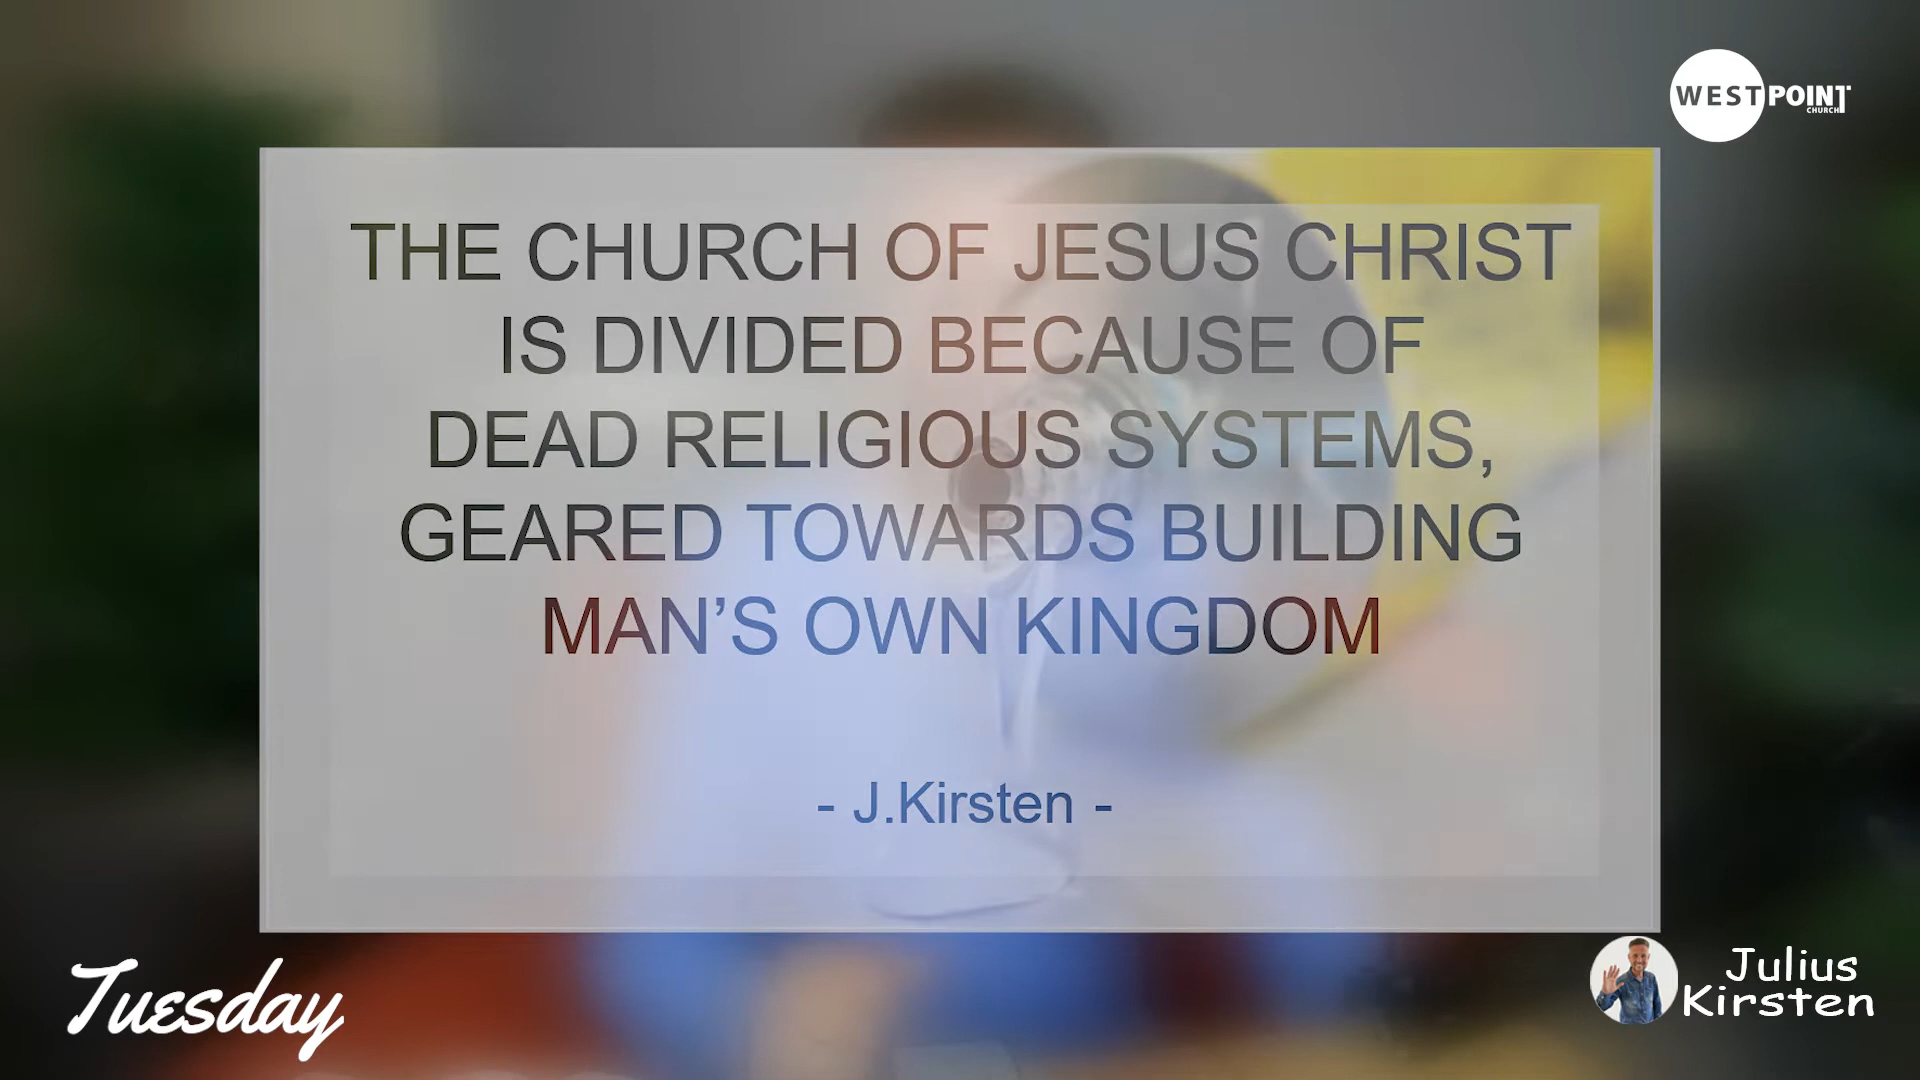 WESTPOINT
CHURCH
THE CHURCH OF JESUS CHRIST
IS DIVIDED BECAUSE OF
DEAD RELIGIOUS SYSTEMS,
GEARED TOWARDS BUILDING
MAN’S OWN KINGDOM
- J.Kirsten -
Tuesday
Julius
Kirsten